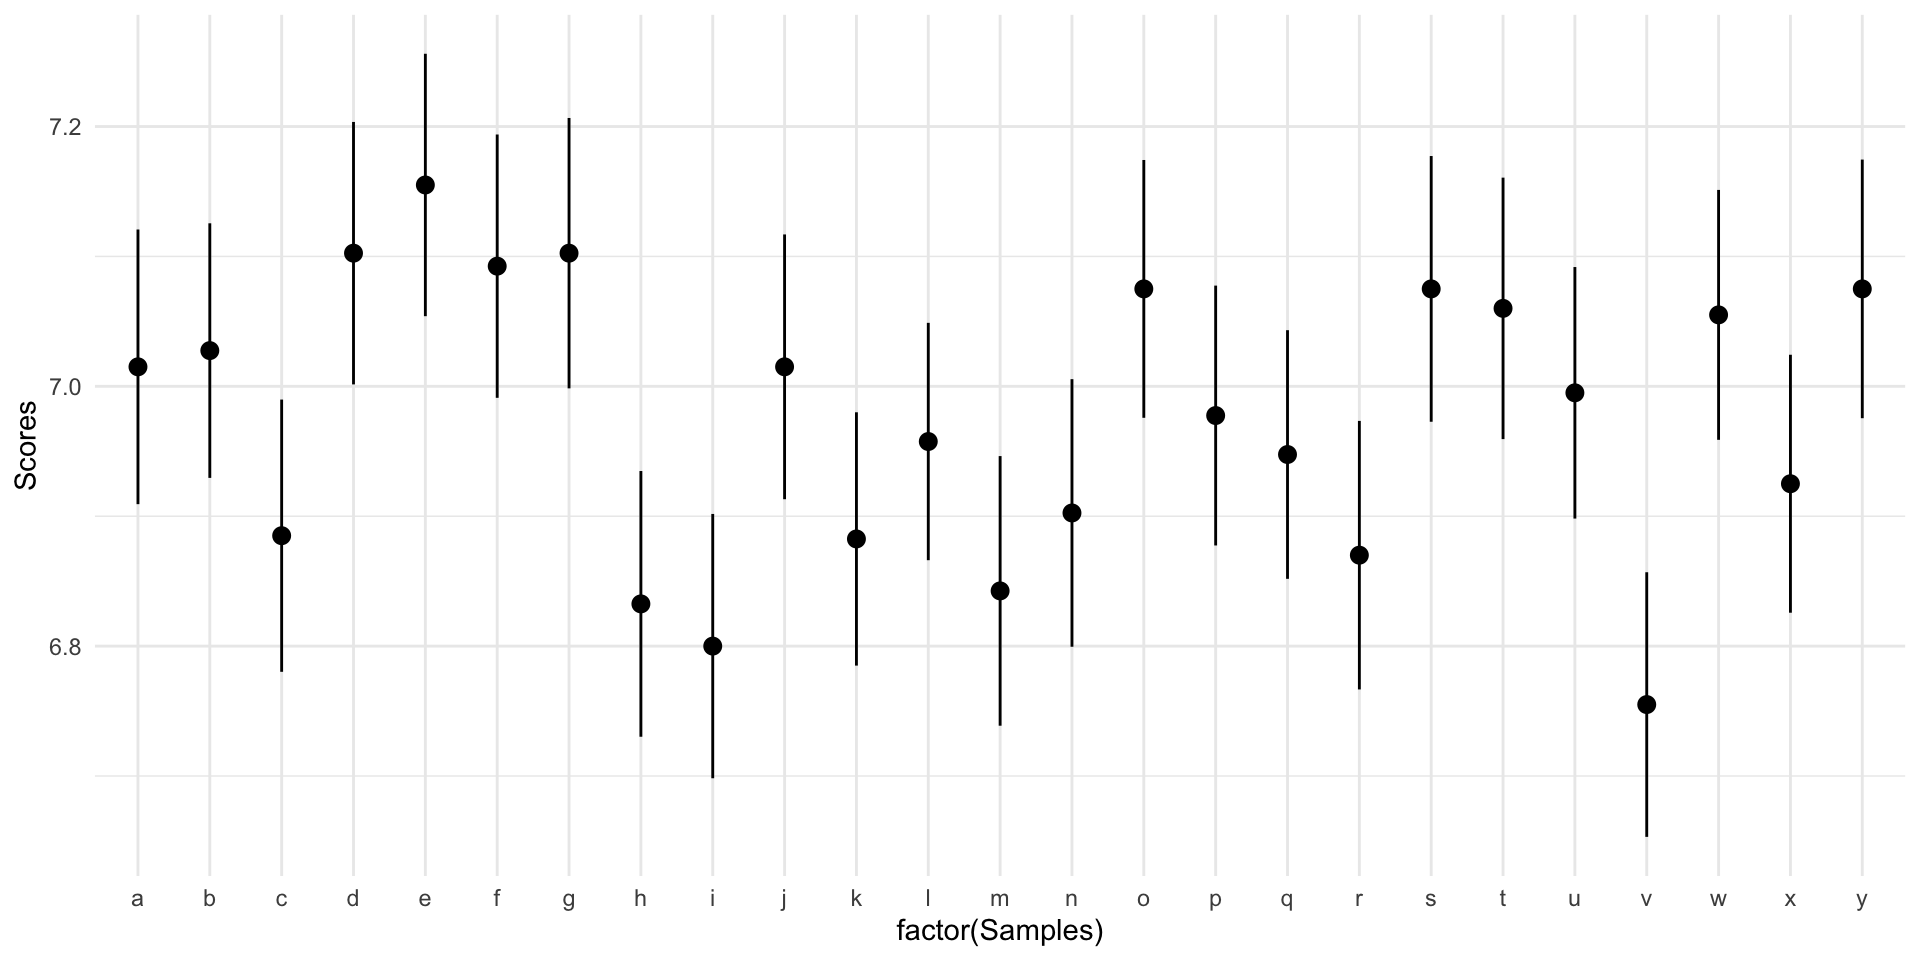 Scores
7.2
7.0
6.8
a b c d e f g h i j k l m n o p q r s t u v w x y
factor(Samples)